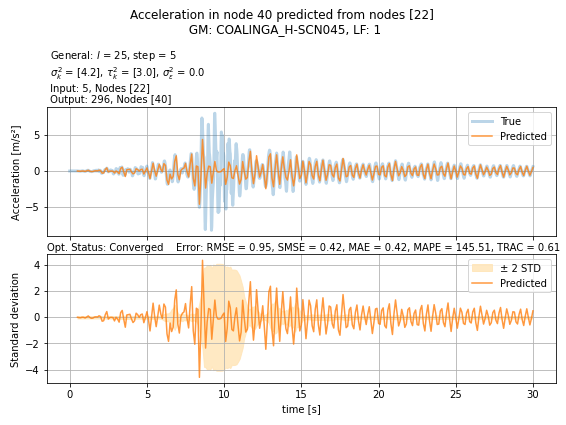 Acceleration in node 40 predicted from nodes [22]
GM: COALINGA_H-SCN045, LF: 1
General: l = 25, step = 5
σ²ₖ = [4.2], τ²ₖ = [3.0], σ²ε = 0.0
Input: 5, Nodes [22]
Output: 296, Nodes [40]
Acceleration [m/s²]
5
0
−5
True
Predicted
Opt. Status: Converged Error: RMSE = 0.95, SMSE = 0.42, MAE = 0.42, MAPE = 145.51, TRAC = 0.61
Standard deviation
4
2
0
−2
−4
± 2 STD
Predicted
0 5 10 15 20 25 30
time [s]